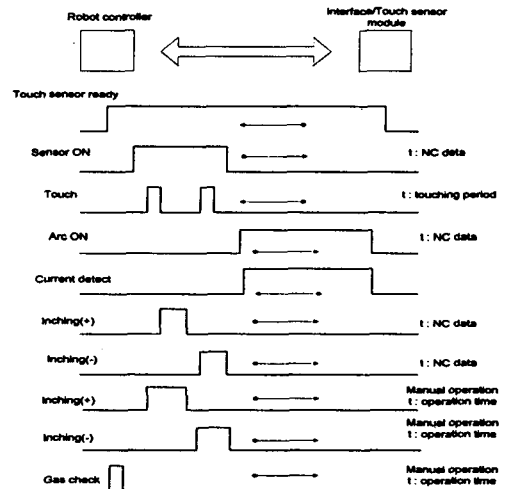 Robot controller
Interface/Touch sensor
module
Touch sensor ready
Sensor ON
t : NC data
Touch
t : touching period
Arc ON
t : NC data
Current detect
Inching(+)
t : NC data
Inching(-)
t : NC data
Inching(+)
Manual operation
t : operation time
Inching(-)
Manual operation
t : operation time
Gas check
Manual operation
t : operation time